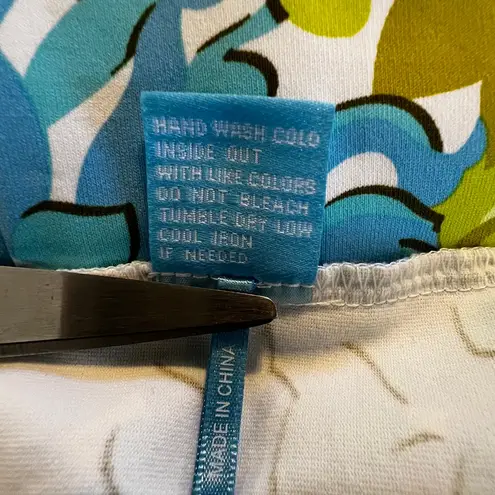 HAND WASH COLD
INSIDE OUT
WITH LIKE COLORS
DO NOT BLEACH
TUMBLE DRY LOW
COOL IRON
IF NEEDED
MADE IN CHINA